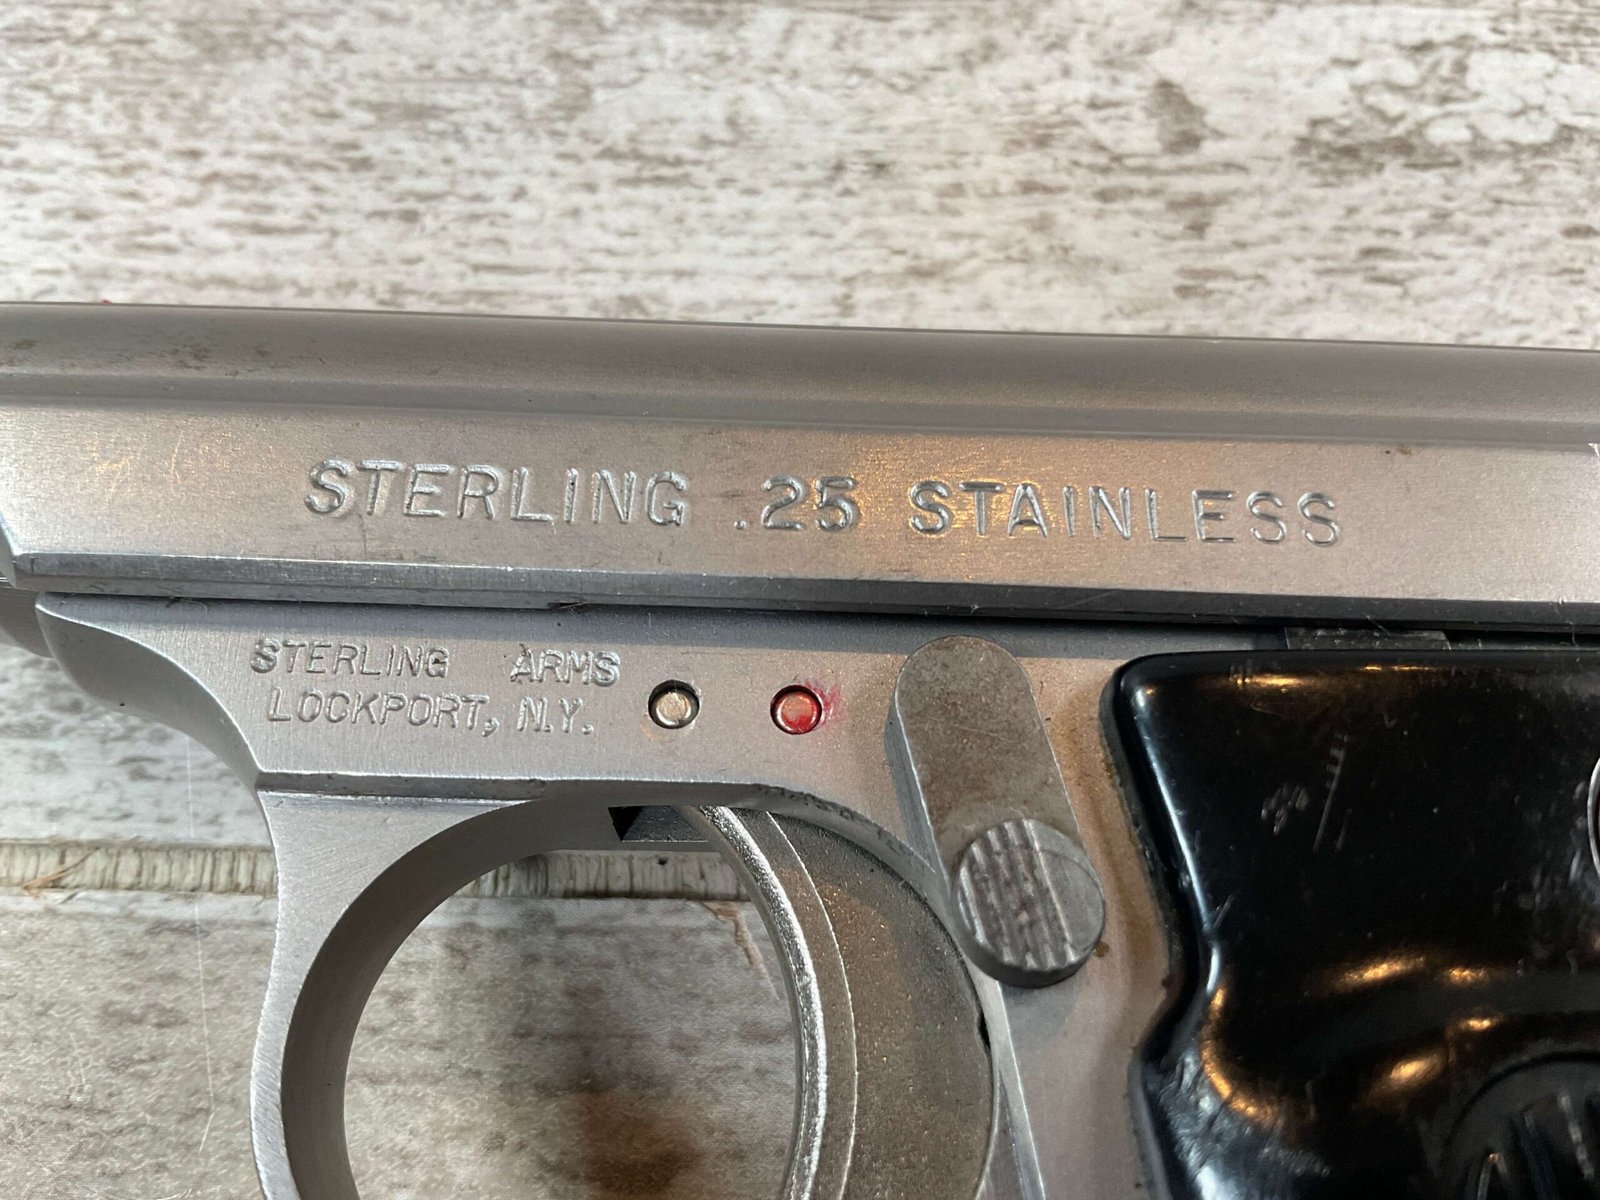 STERLING .25 STAINLESS
STERLING ARMS
LOCKPORT, N.Y.